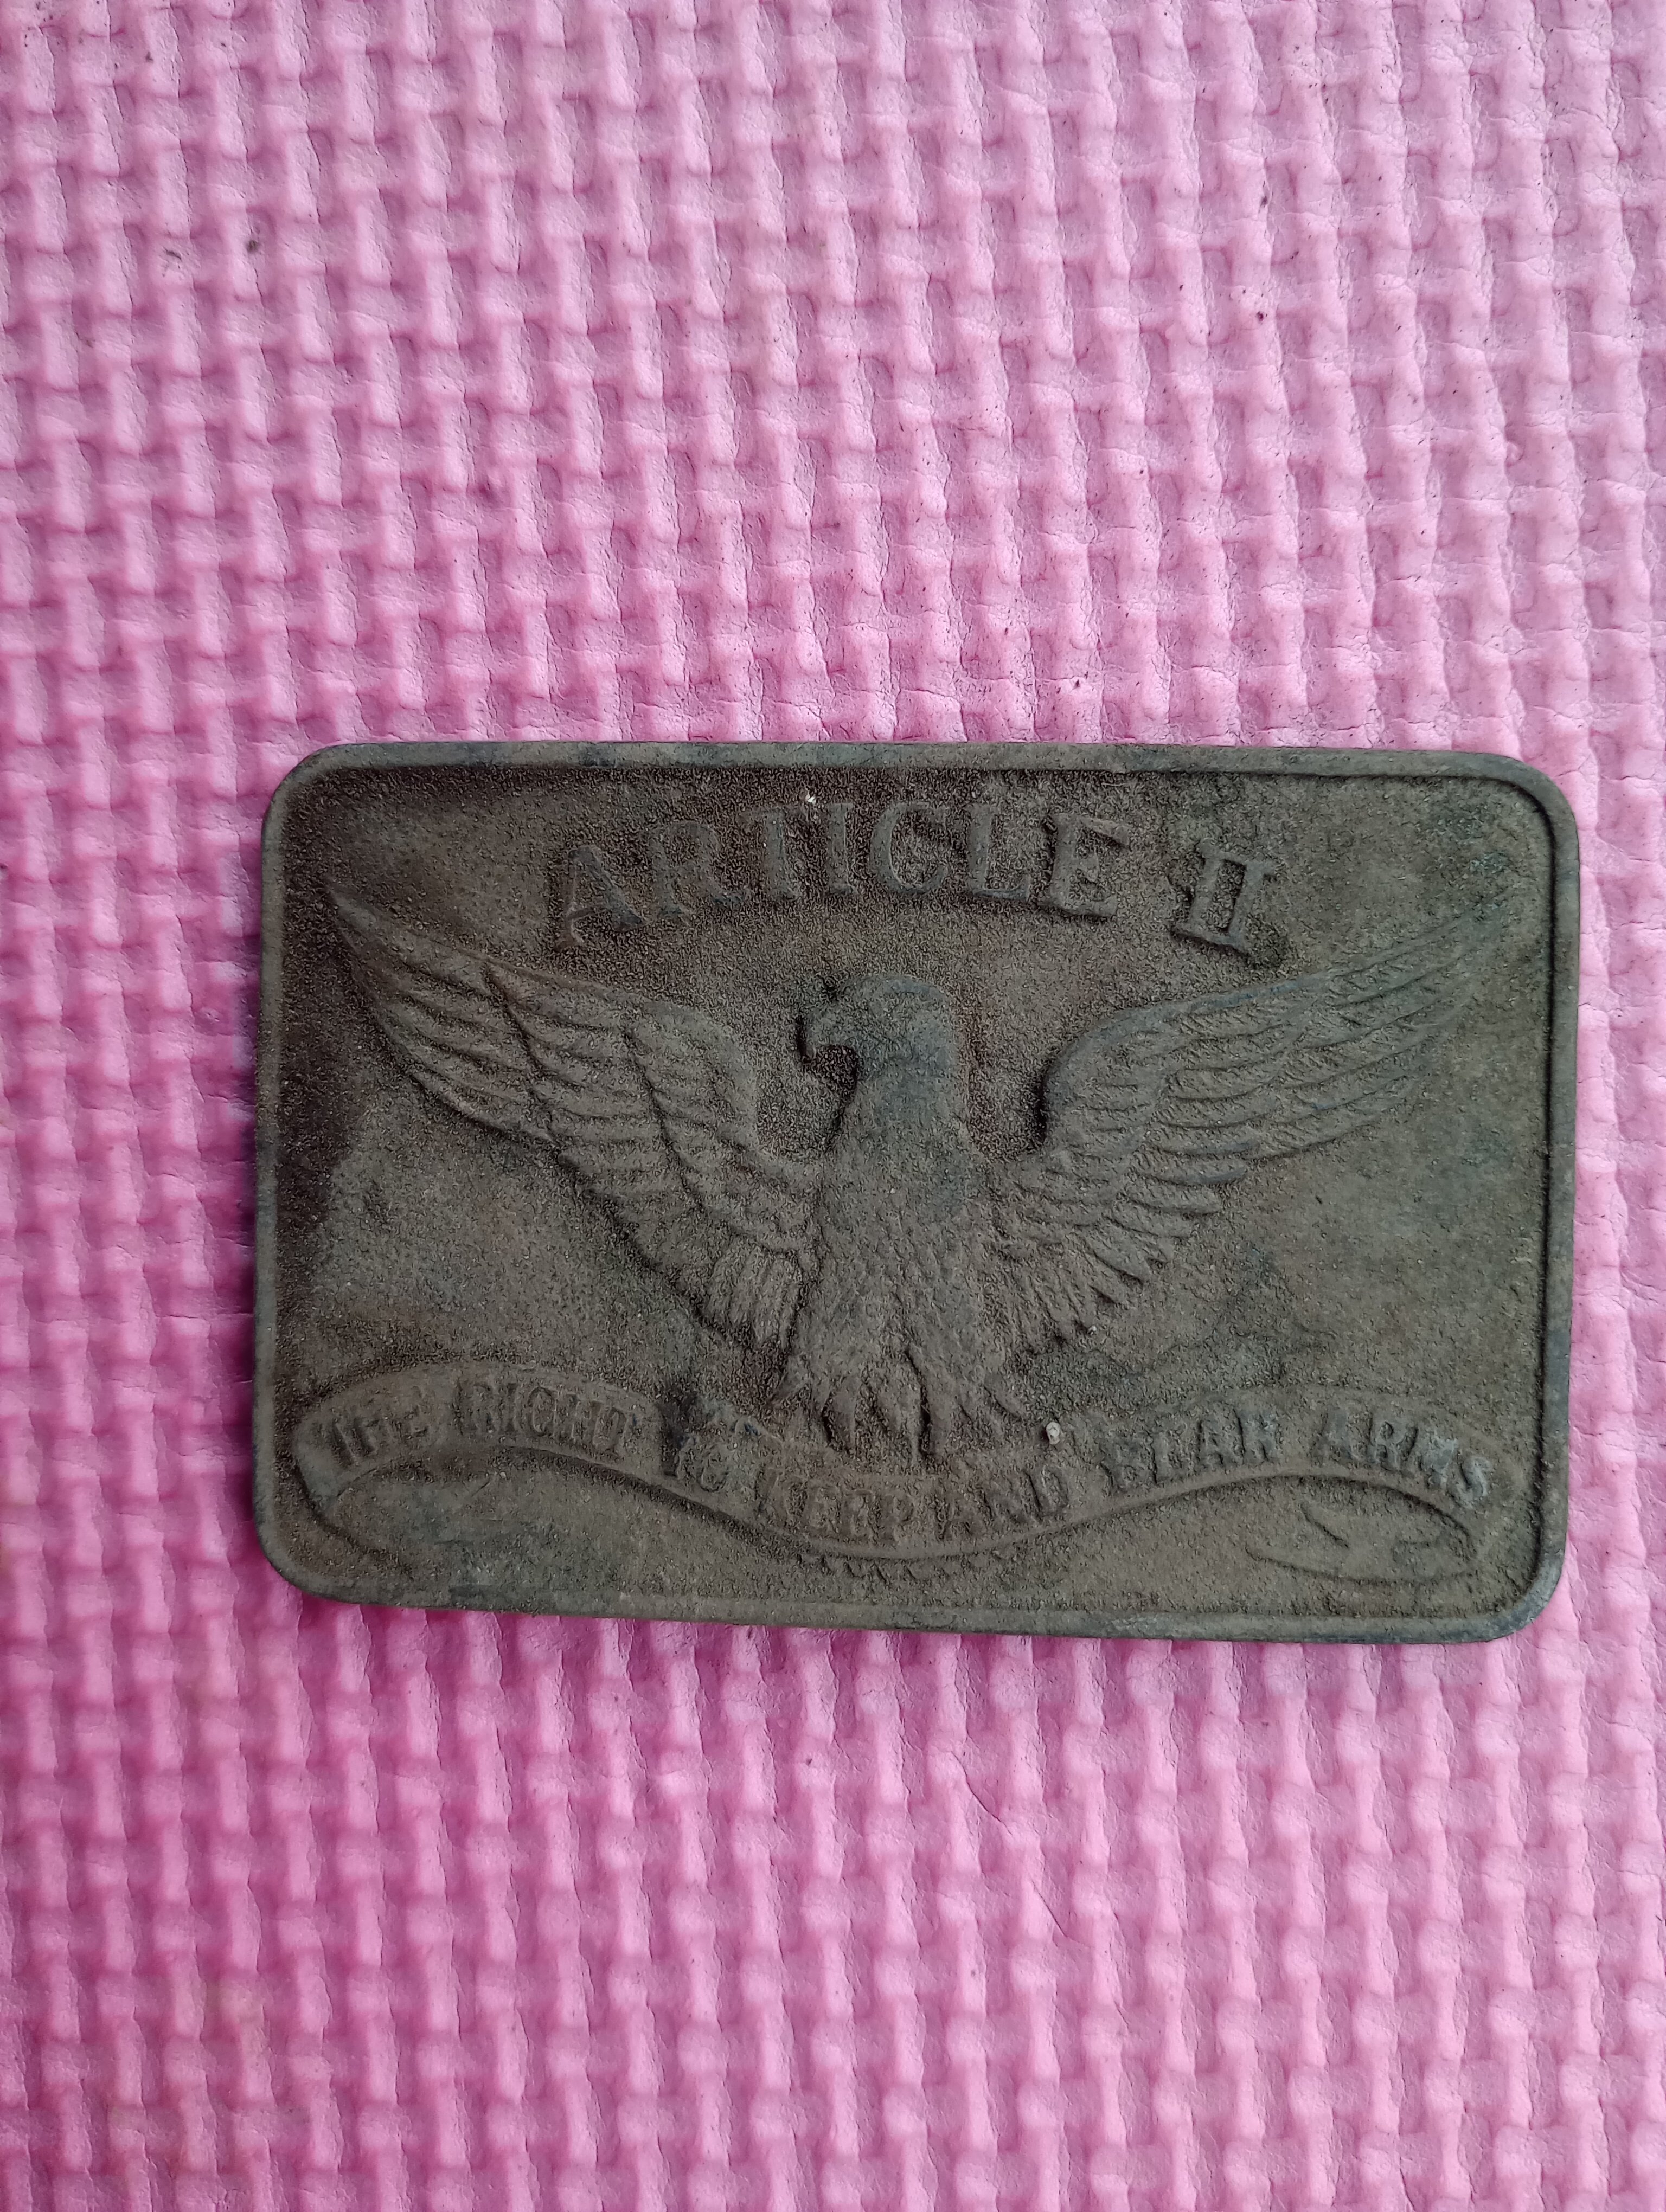 ARTICLE II
THE RIGHT TO KEEP AND BEAR ARMS